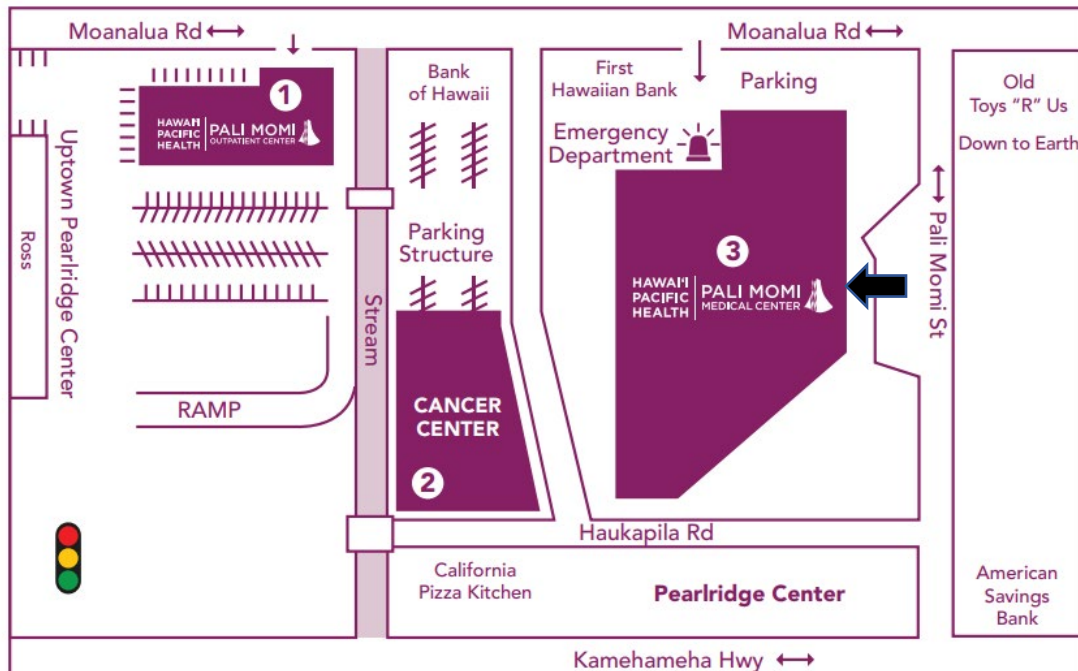 Moanalua Rd
Moanalua Rd
1
HAWAI'I
PACIFIC
HEALTH
PALI MOMI
OUTPATIENT CENTER
Bank
of Hawaii
First
Hawaiian Bank
Parking
Old
Toys "R" Us
Down to Earth
Emergency
Department
Uptown Pearlridge Center
Ross
Parking
Structure
Stream
3
HAWAI'I
PACIFIC
HEALTH
PALI MOMI
MEDICAL CENTER
Pali Momi St
RAMP
CANCER
CENTER
2
Haukapila Rd
California
Pizza Kitchen
Pearlridge Center
American
Savings
Bank
Kamehameha Hwy